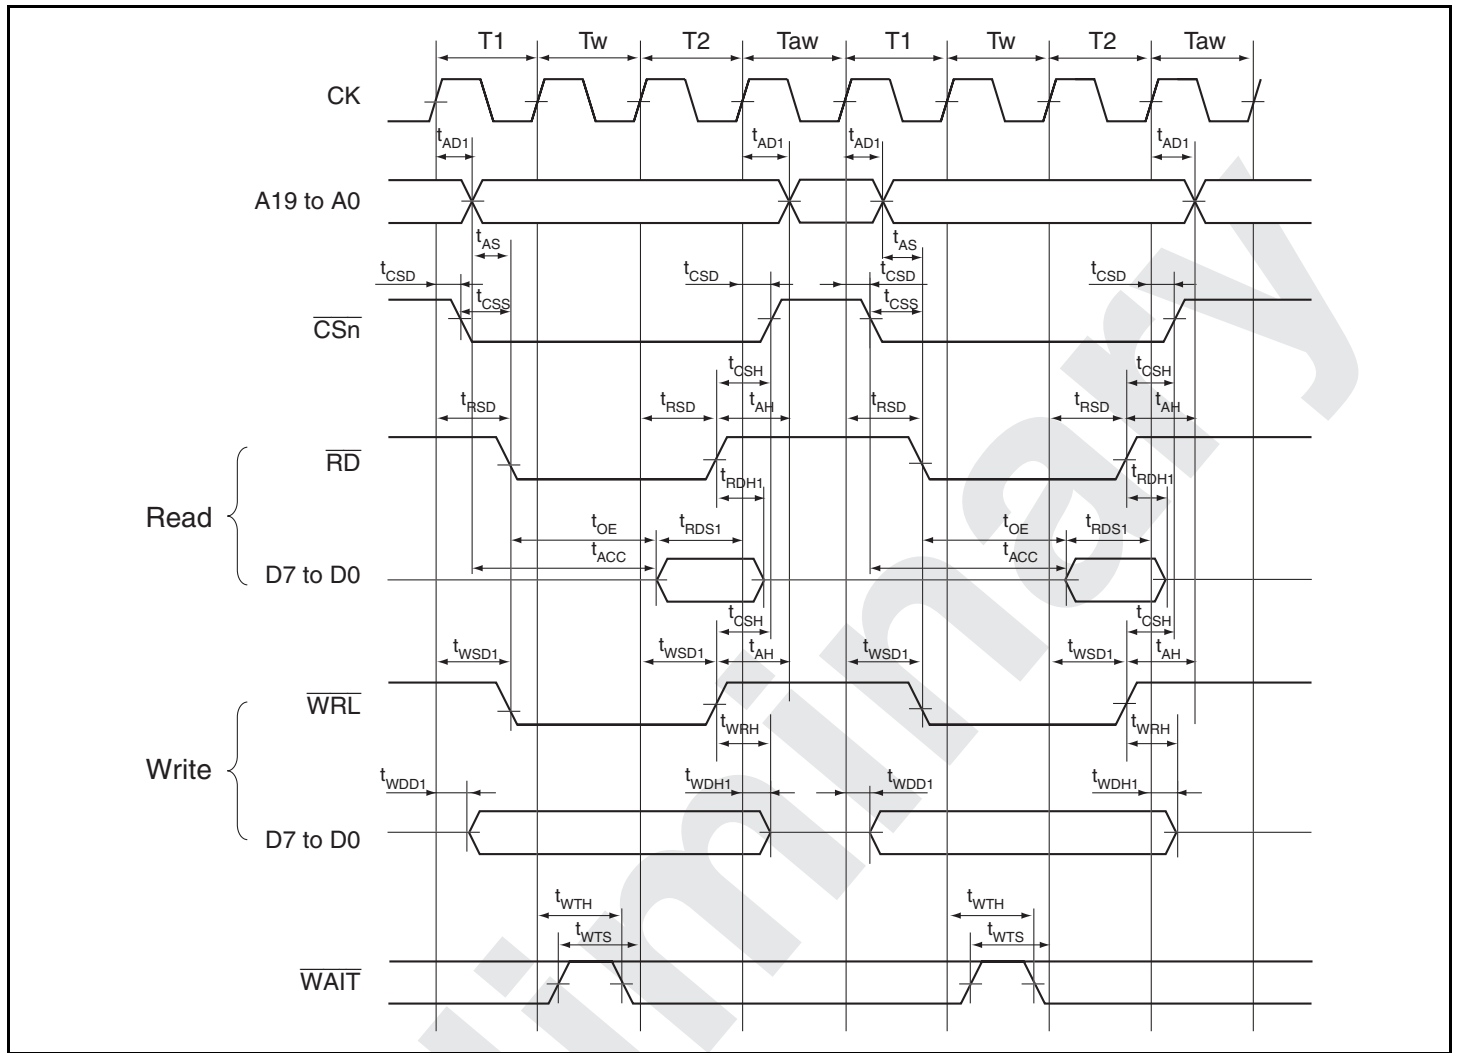 T1 Tw T2 Taw T1 Tw T2 Taw
CK
tAD1 tAD1 tAD1 tAD1
A19 to A0
tAS tAS
tCSD tCSD tCSD tCSD
tCSS tCSS
CSn
tCSH tCSH
tRSD tRSD tAH tRSD tRSD tAH
RD
tRDH1 tRDH1
Read
tOE tRDS1 tOE tRDS1
tACC tACC
D7 to D0
tCSH tCSH
tWSD1 tWSD1 tAH tWSD1 tWSD1 tAH
WRL
tWRH tWRH
Write
tWDD1 tWDH1 tWDD1 tWDH1
D7 to D0
tWTH tWTH
tWTS tWTS
WAIT
liminary